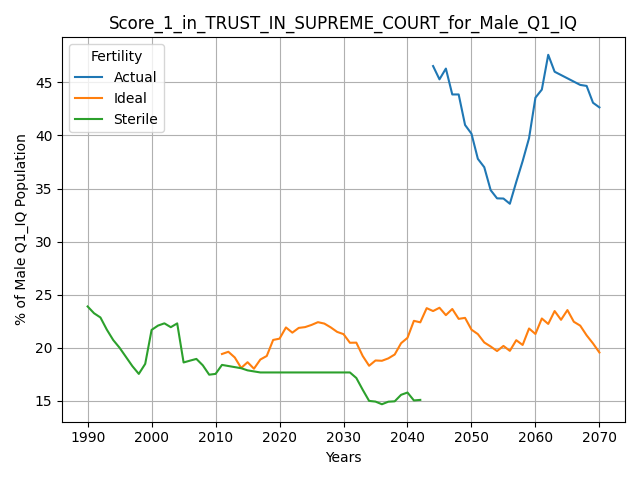 Score_1_in_TRUST_IN_SUPREME_COURT_for_Male_Q1_IQ
Fertility
Actual
Ideal
Sterile
% of Male Q1_IQ Population
45
40
35
30
25
20
15
1990 2000 2010 2020 2030 2040 2050 2060 2070
Years